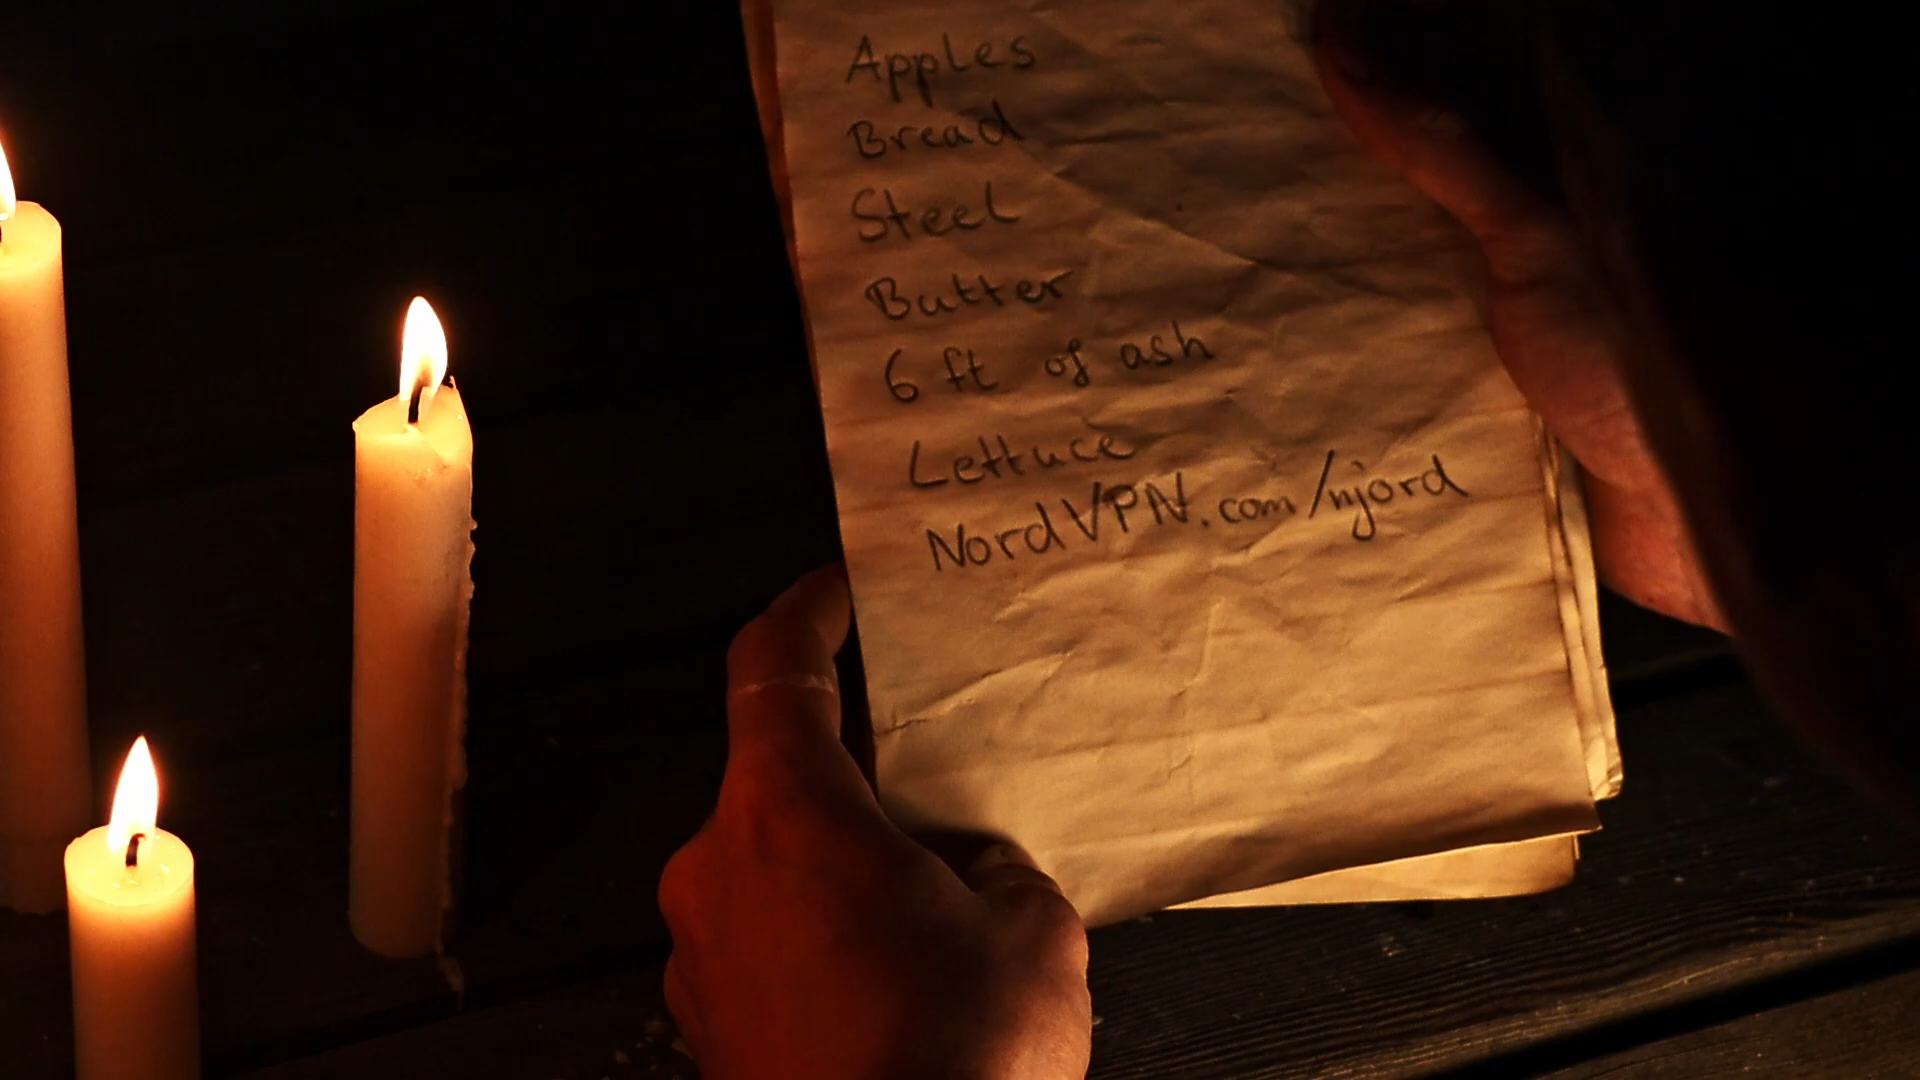 Apples
Bread
Steel
Butter
6 ft of ash
Lettuce
NordVPN.com/njord